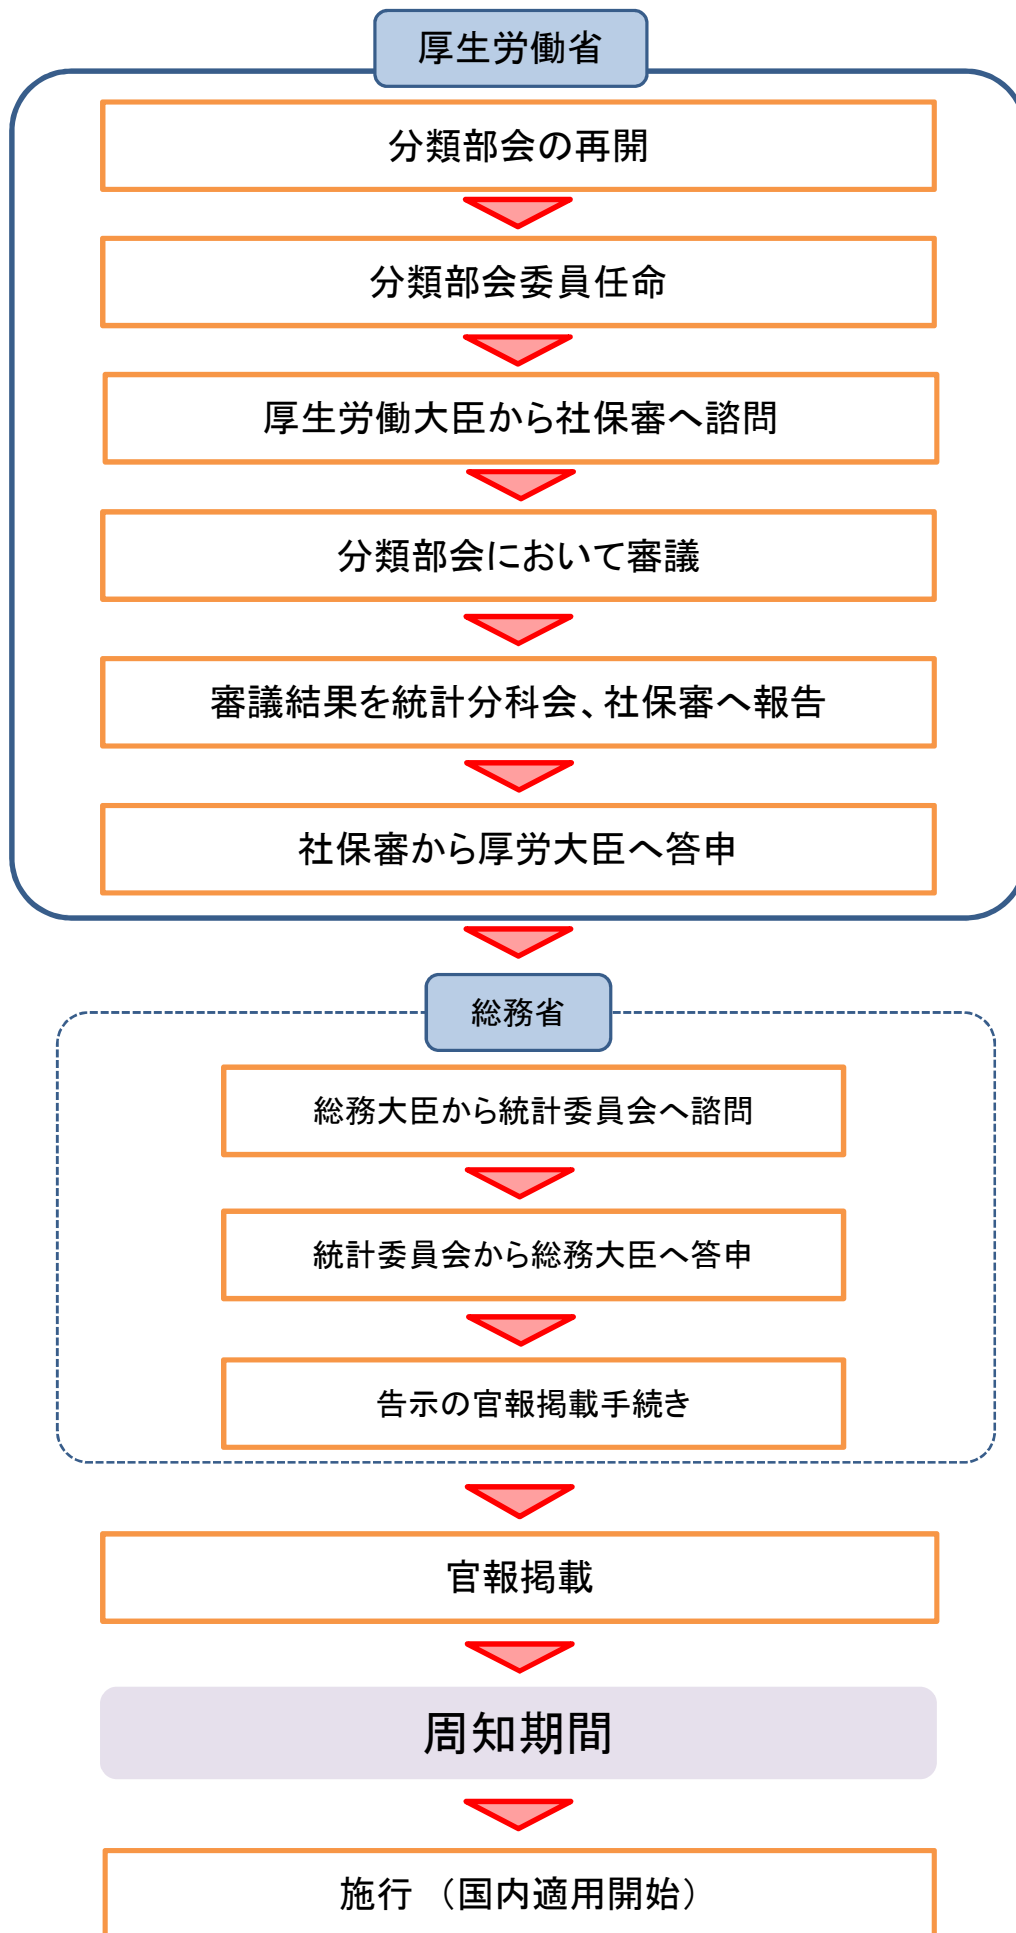 厚生労働省
分類部会の再開
分類部会委員任命
厚生労働大臣から社保審へ諮問
分類部会において審議
審議結果を統計分科会、社保審へ報告
社保審から厚労大臣へ答申
総務省
総務大臣から統計委員会へ諮問
統計委員会から総務大臣へ答申
告示の官報掲載手続き
官報掲載
周知期間
施行 （国内適用開始）